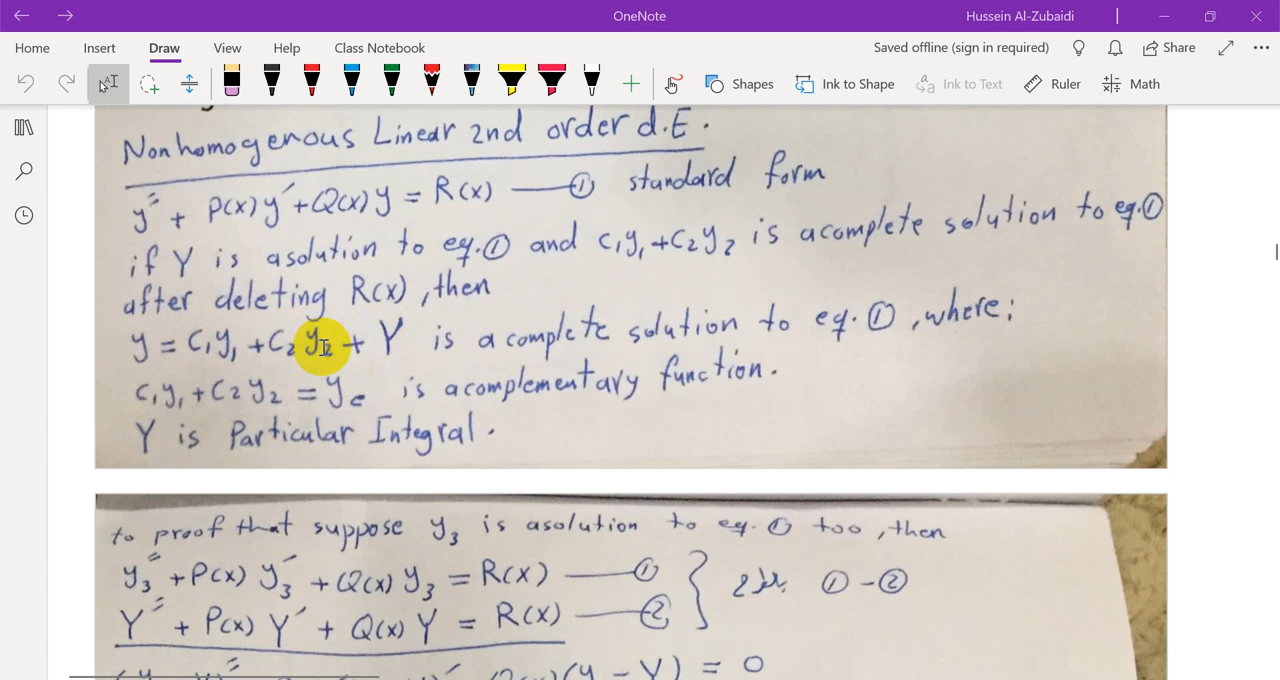 OneNote
Hussein Al-Zubaidi
Home Insert Draw View Help Class Notebook
Saved offline (sign in required) Share
Shapes Ink to Shape Ink to Text Ruler Math
Nonhomogenous Linear 2nd order d.E.
y″ + P(x)y′ + Q(x)y = R(x) — ① standard form
if Y is asolution to eq.① and c₁y₁+c₂y₂ is acomplete solution to eq.①
after deleting R(x), then
y = c₁y₁ + c₂y₂ + Y is a complete solution to eq.①, where;
c₁y₁ + c₂y₂ = yc is acomplementary function.
Y is Particular Integral.
to proof that suppose y₃ is asolution to eq.① too, then
y₃″ + P(x) y₃′ + Q(x) y₃ = R(x) — ①
① - ②
Y″ + P(x) Y′ + Q(x) Y = R(x) — ②
(y - Y) = 0